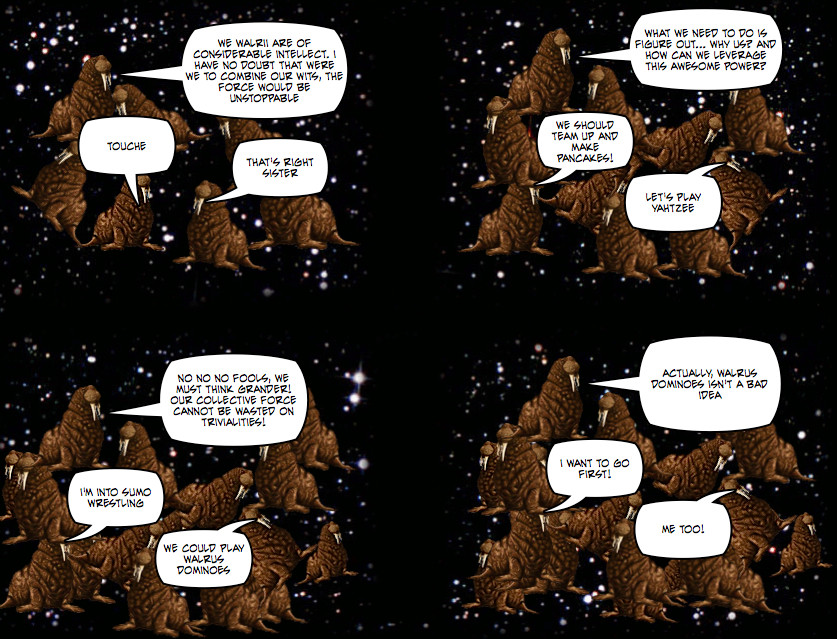 WE WALRII ARE OF
CONSIDERABLE INTELLECT. I
HAVE NO DOUBT THAT WERE
WE TO COMBINE OUR WITS, THE
FORCE WOULD BE
UNSTOPPABLE
TOUCHE
THAT'S RIGHT
SISTER
WHAT WE NEED TO DO IS
FIGURE OUT... WHY US? AND
HOW CAN WE LEVERAGE
THIS AWESOME POWER?
WE SHOULD
TEAM UP AND
MAKE
PANCAKES!
LET'S PLAY
YAHTZEE
NO NO NO FOOLS, WE
MUST THINK GRANDER!
OUR COLLECTIVE FORCE
CANNOT BE WASTED ON
TRIVIALITIES!
I'M INTO SUMO
WRESTLING
WE COULD PLAY
WALRUS
DOMINOES
ACTUALLY, WALRUS
DOMINOES ISN'T A BAD
IDEA
I WANT TO GO
FIRST!
ME TOO!